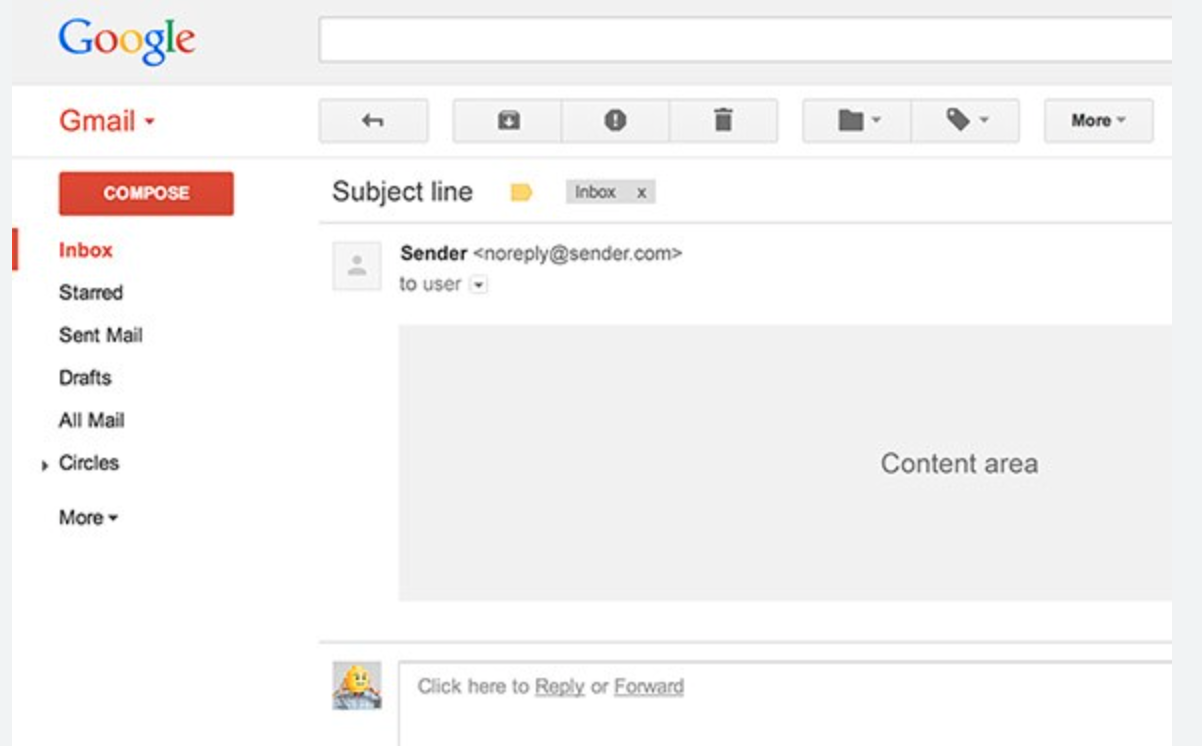 Google
Gmail
More
COMPOSE
Subject line
Inbox x
Inbox
Sender <noreply@sender.com>
to user
Starred
Sent Mail
Drafts
All Mail
Circles
More
Content area
Click here to Reply or Forward